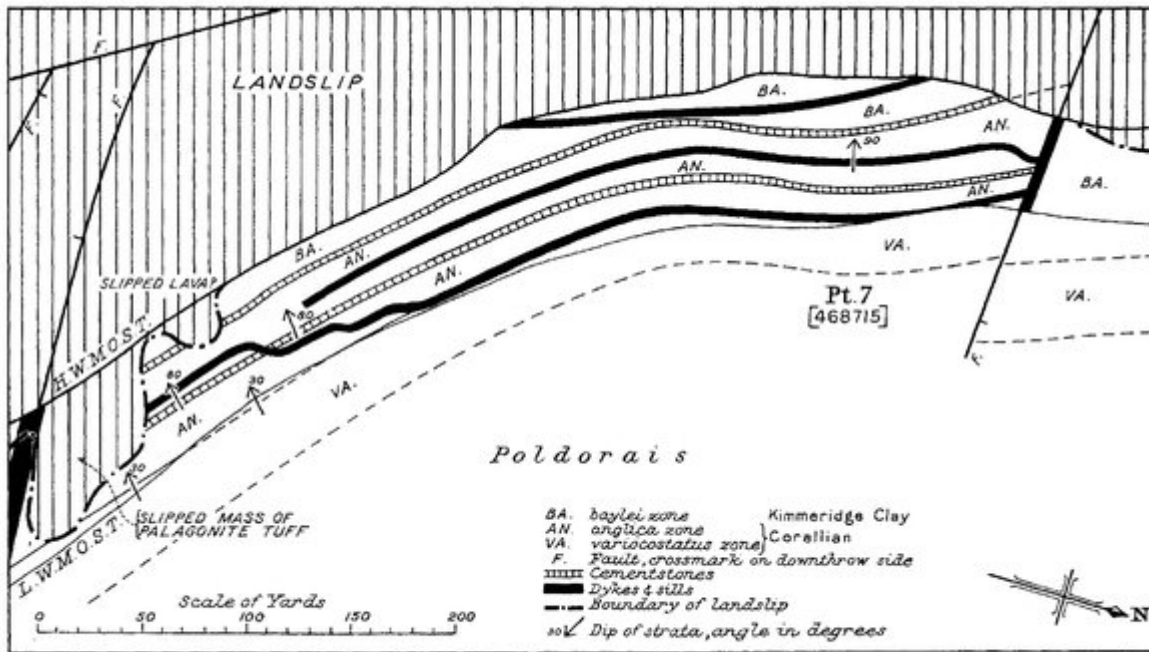 F.
F.
F.
LANDSLIP
BA.
BA.
AN.
90
AN.
AN.
BA.
BA.
AN.
SLIPPED LAVA?
AN.
VA.
VA.
Pt. 7
[468715]
F.
H.W.M.O.S.T.
80
80
30
VA.
AN.
Poldorais
70
SLIPPED MASS OF
PALAGONITE TUFF
L.W.M.O.S.T.
BA. baylei zone Kimmeridge Clay
AN. anglica zone
VA. variocostatus zone } Corallian
F. Fault, crossmark on downthrow side
Cementstones
Dykes & sills
Boundary of landslip
30 Dip of strata, angle in degrees
Scale of Yards
0 50 100 150 200
N